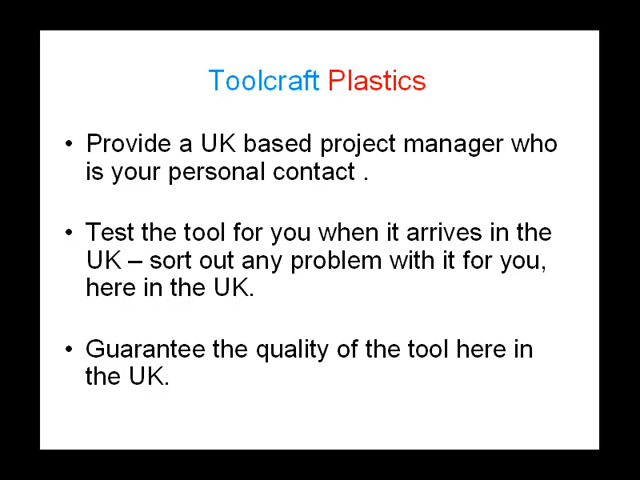 Toolcraft Plastics
• Provide a UK based project manager who
is your personal contact .
• Test the tool for you when it arrives in the
UK – sort out any problem with it for you,
here in the UK.
• Guarantee the quality of the tool here in
the UK.